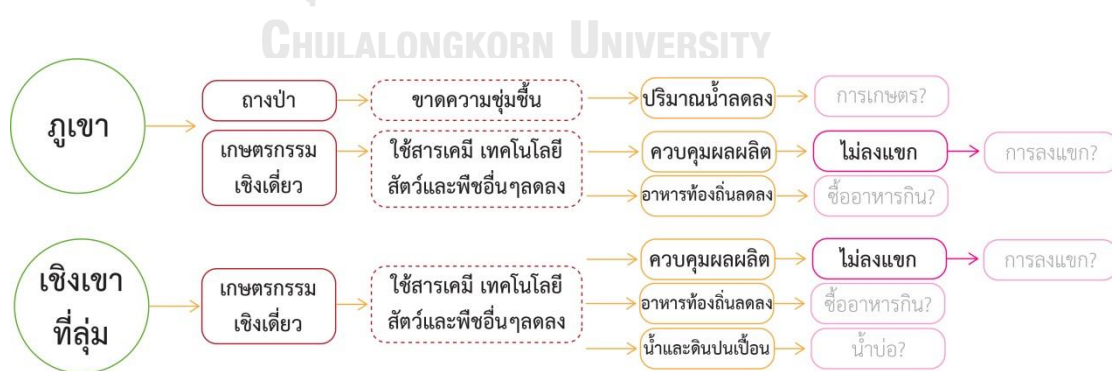 CHULALONGKORN UNIVERSITY
ภูเขา
ถางป่า
ขาดความชุ่มชื้น
ปริมาณน้ำลดลง
การเกษตร?
เกษตรกรรม
เชิงเดี่ยว
ใช้สารเคมี เทคโนโลยี
สัตว์และพืชอื่นๆลดลง
ควบคุมผลผลิต
ไม่ลงแขก
การลงแขก?
อาหารท้องถิ่นลดลง
ซื้ออาหารกิน?
เชิงเขา
ที่ลุ่ม
เกษตรกรรม
เชิงเดี่ยว
ใช้สารเคมี เทคโนโลยี
สัตว์และพืชอื่นๆลดลง
ควบคุมผลผลิต
ไม่ลงแขก
การลงแขก?
อาหารท้องถิ่นลดลง
ซื้ออาหารกิน?
น้ำและดินปนเปื้อน
น้ำบ่อ?